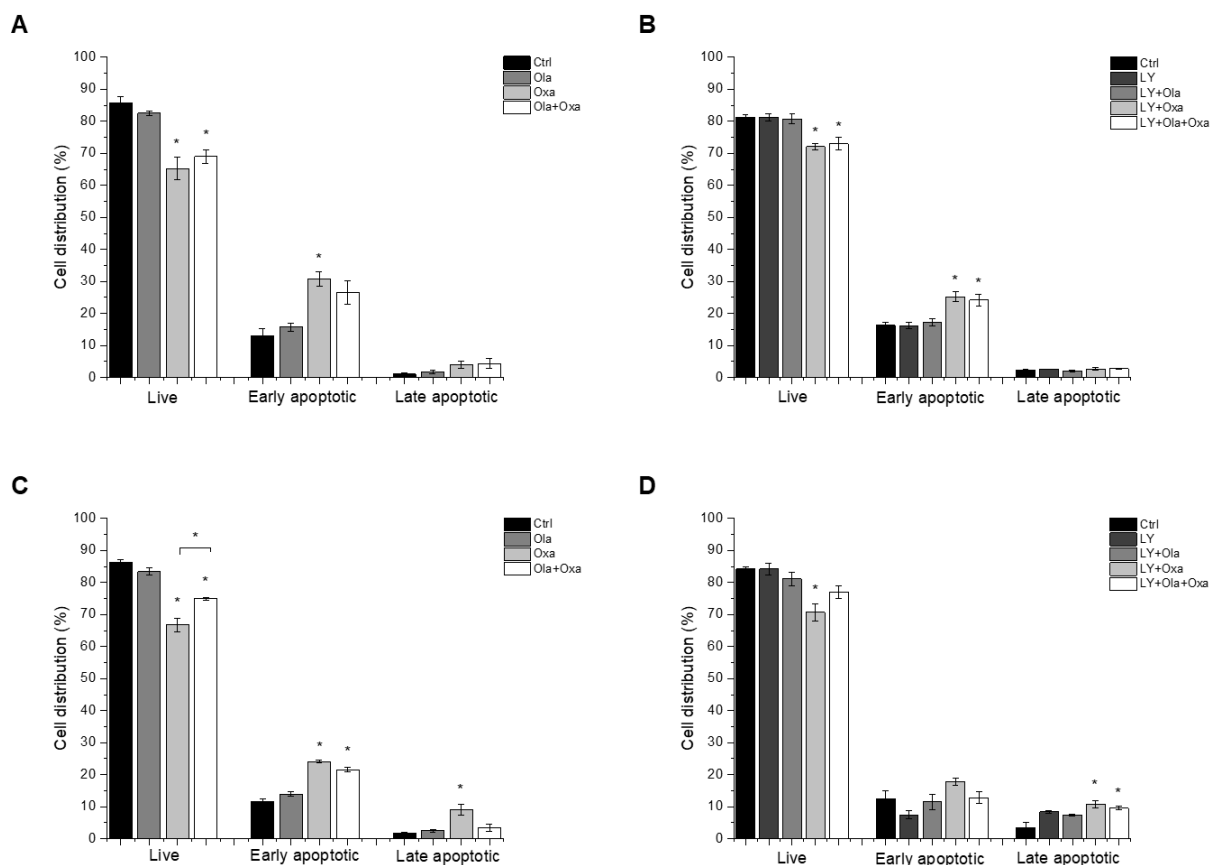 A
Cell distribution (%)
100
90
80
70
60
50
40
30
20
10
0
* *
*
Live Early apoptotic Late apoptotic
Ctrl
Ola
Oxa
Ola+Oxa
B
Cell distribution (%)
100
90
80
70
60
50
40
30
20
10
0
* *
* *
Live Early apoptotic Late apoptotic
Ctrl
LY
LY+Ola
LY+Oxa
LY+Ola+Oxa
C
Cell distribution (%)
100
90
80
70
60
50
40
30
20
10
0
*
* *
* *
*
Live Early apoptotic Late apoptotic
Ctrl
Ola
Oxa
Ola+Oxa
D
Cell distribution (%)
100
90
80
70
60
50
40
30
20
10
0
*
* *
Live Early apoptotic Late apoptotic
Ctrl
LY
LY+Ola
LY+Oxa
LY+Ola+Oxa